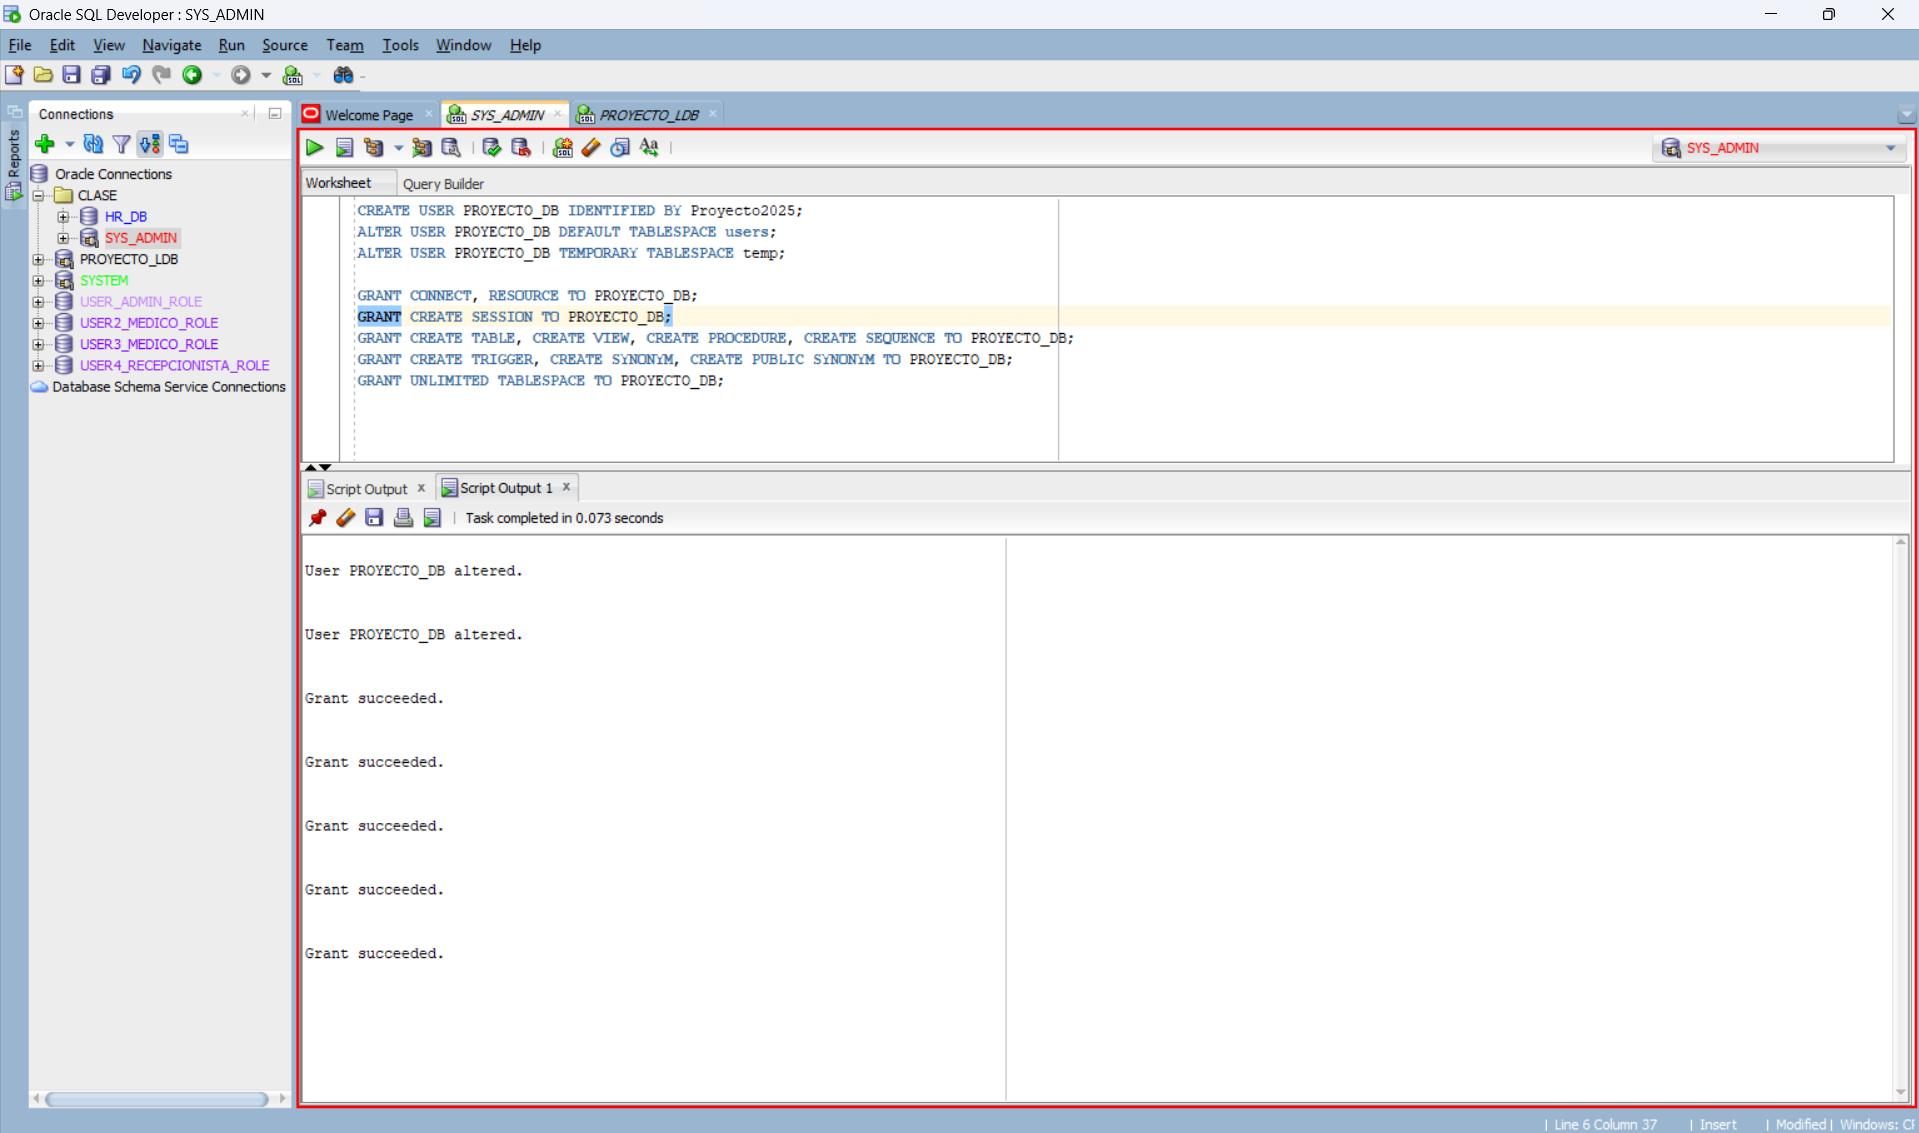 Oracle SQL Developer : SYS_ADMIN
File Edit View Navigate Run Source Team Tools Window Help
Connections
Welcome Page
SYS_ADMIN
PROYECTO_LDB
Reports
SYS_ADMIN
Oracle Connections
CLASE
HR_DB
SYS_ADMIN
PROYECTO_LDB
SYSTEM
USER_ADMIN_ROLE
USER2_MEDICO_ROLE
USER3_MEDICO_ROLE
USER4_RECEPCIONISTA_ROLE
Database Schema Service Connections
Worksheet Query Builder
CREATE USER PROYECTO_DB IDENTIFIED BY Proyecto2025;
ALTER USER PROYECTO_DB DEFAULT TABLESPACE users;
ALTER USER PROYECTO_DB TEMPORARY TABLESPACE temp;
GRANT CONNECT, RESOURCE TO PROYECTO_DB;
GRANT CREATE SESSION TO PROYECTO_DB;
GRANT CREATE TABLE, CREATE VIEW, CREATE PROCEDURE, CREATE SEQUENCE TO PROYECTO_DB;
GRANT CREATE TRIGGER, CREATE SYNONYM, CREATE PUBLIC SYNONYM TO PROYECTO_DB;
GRANT UNLIMITED TABLESPACE TO PROYECTO_DB;
Script Output
Script Output 1
Task completed in 0.073 seconds
User PROYECTO_DB altered.
User PROYECTO_DB altered.
Grant succeeded.
Grant succeeded.
Grant succeeded.
Grant succeeded.
Grant succeeded.
Line 6 Column 37 Insert Modified Windows: